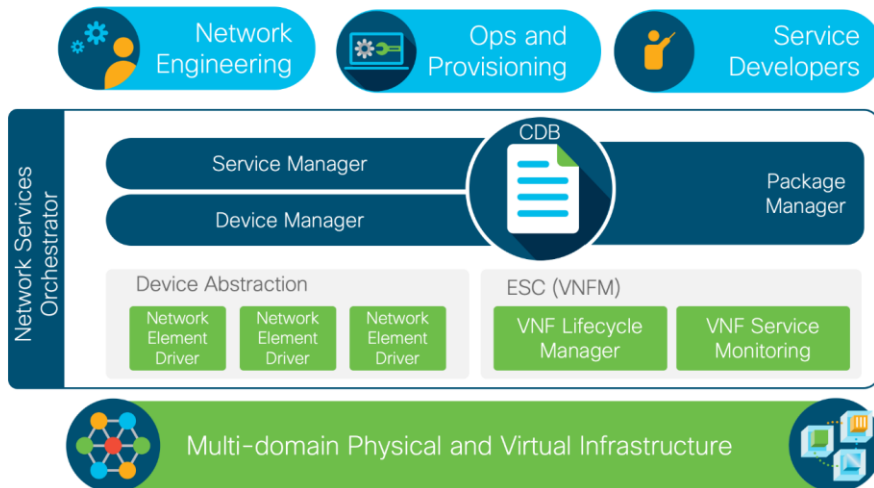 Network
Engineering
Ops and
Provisioning
Service
Developers
Network Services
Orchestrator
CDB
Service Manager
Device Manager
Package
Manager
Device Abstraction
Network
Element
Driver
Network
Element
Driver
Network
Element
Driver
ESC (VNFM)
VNF Lifecycle
Manager
VNF Service
Monitoring
Multi-domain Physical and Virtual Infrastructure